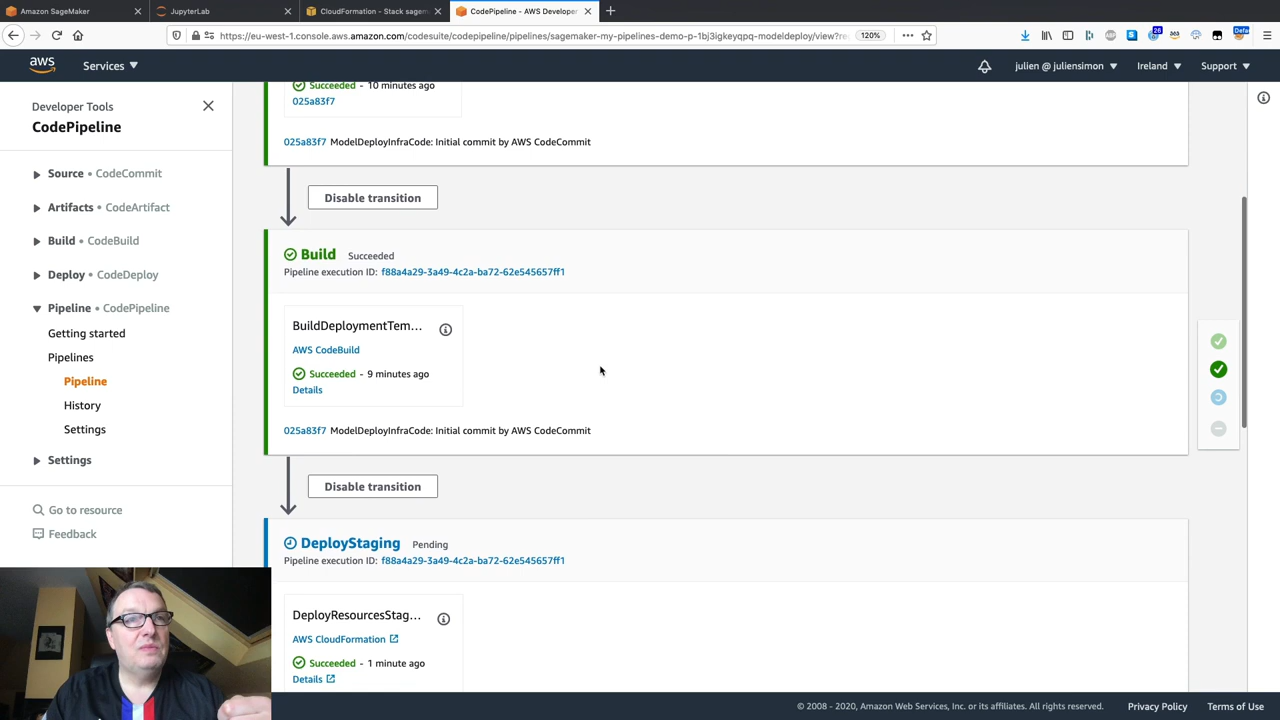 Amazon SageMaker
JupyterLab
CloudFormation - Stack sagem
CodePipeline — AWS Developer
https://eu-west-1.console.aws.amazon.com/codesuite/codepipeline/pipelines/sagemaker-my-pipelines-demo-p-1bj3igkeyqpq-modeldeploy/view?re
120%
aws
Services
julien @ juliensimon
Ireland
Support
Developer Tools
CodePipeline
Source • CodeCommit
Artifacts • CodeArtifact
Build • CodeBuild
Deploy • CodeDeploy
Pipeline • CodePipeline
Getting started
Pipelines
Pipeline
History
Settings
Settings
Go to resource
Feedback
Succeeded - 10 minutes ago
025a83f7
025a83f7 ModelDeployInfraCode: Initial commit by AWS CodeCommit
Disable transition
Build Succeeded
Pipeline execution ID: f88a4a29-3a49-4c2a-ba72-62e545657ff1
BuildDeploymentTem...
AWS CodeBuild
Succeeded - 9 minutes ago
Details
025a83f7 ModelDeployInfraCode: Initial commit by AWS CodeCommit
Disable transition
DeployStaging Pending
Pipeline execution ID: f88a4a29-3a49-4c2a-ba72-62e545657ff1
DeployResourcesStag...
AWS CloudFormation
Succeeded - 1 minute ago
Details
© 2008 - 2020, Amazon Web Services, Inc. or its affiliates. All rights reserved.
Privacy Policy
Terms of Use